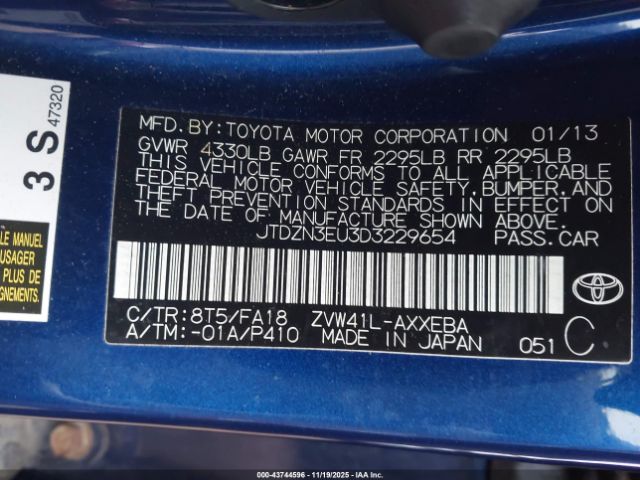 3 S 47320
LE MANUEL
USAGER
PLUS DE
GNEMENTS.
MFD. BY: TOYOTA MOTOR CORPORATION 01/13
GVWR 4330LB GAWR FR 2295LB RR 2295LB
THIS VEHICLE CONFORMS TO ALL APPLICABLE
FEDERAL MOTOR VEHICLE SAFETY, BUMPER, AND
THEFT PREVENTION STANDARDS IN EFFECT ON
THE DATE OF MANUFACTURE SHOWN ABOVE.
JTDZN3EU3D3229654 PASS.CAR
C/TR:8T5/FA18 ZVW41L-AXXEBA
A/TM:-01A/P410 MADE IN JAPAN 051 C
TOYOTA
000-43744596 — 11/19/2025 — IAA Inc.